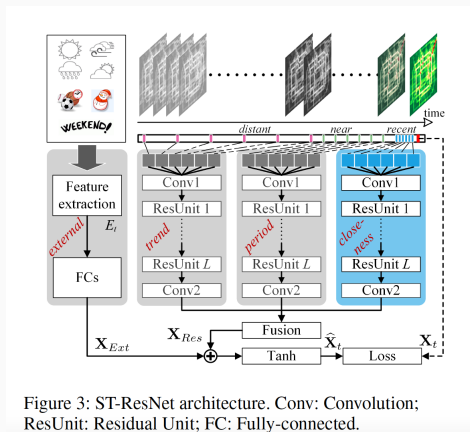 WEEKEND!
time
distant near recent
Feature
extraction
E_t
external
FCs
Conv1
ResUnit 1
trend
ResUnit L
Conv2
Conv1
ResUnit 1
period
ResUnit L
Conv2
Conv1
ResUnit 1
close-
ness
ResUnit L
Conv2
Fusion
X_Res
X_Ext
Tanh
X̂_t
Loss
X_t
Figure 3: ST-ResNet architecture. Conv: Convolution;
ResUnit: Residual Unit; FC: Fully-connected.